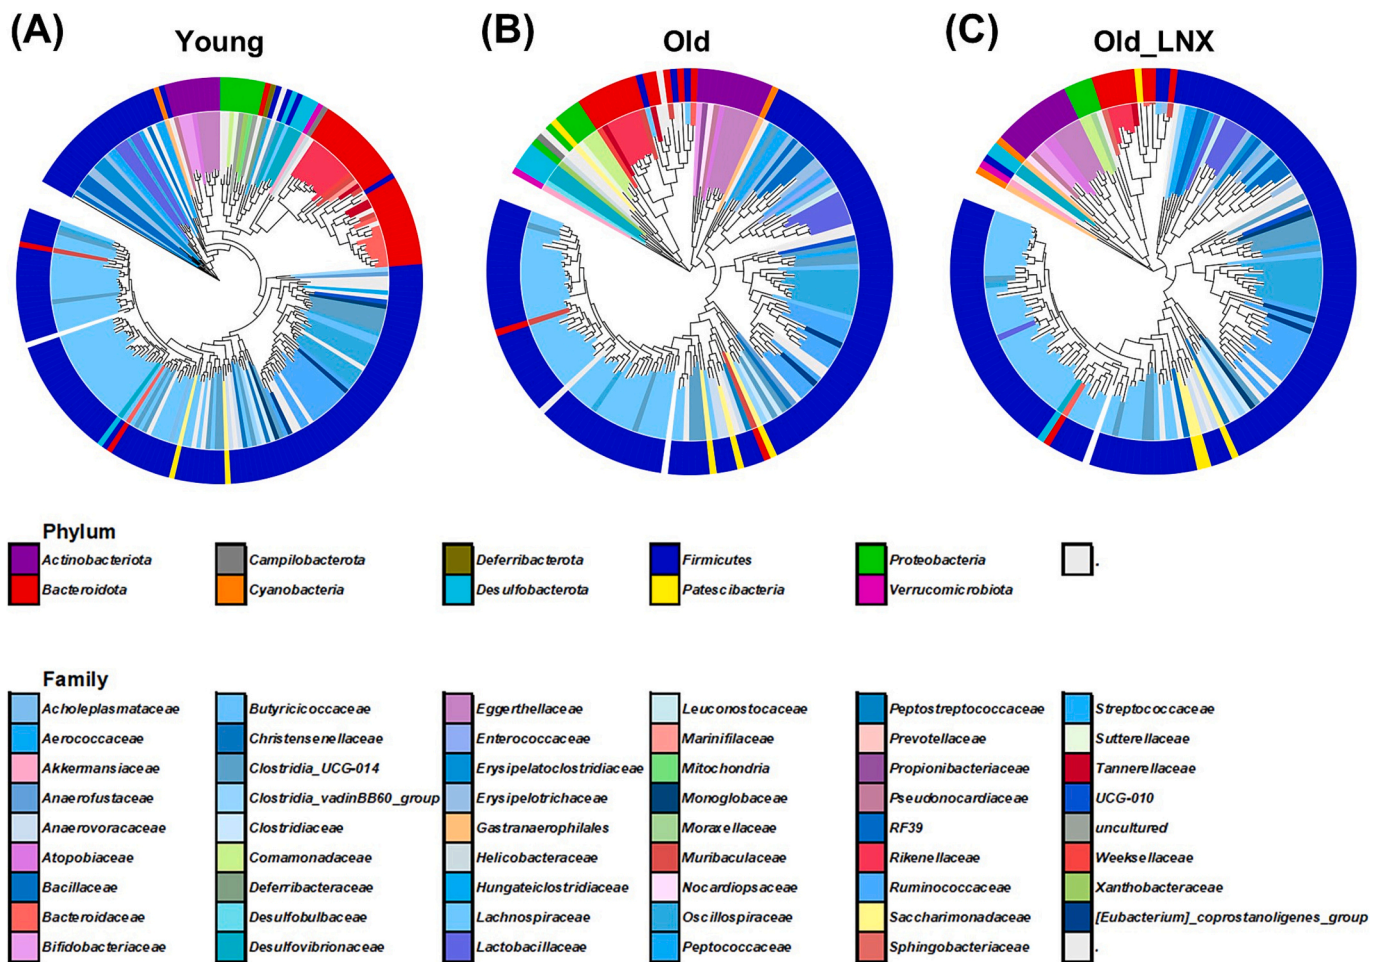 (A) Young (B) Old (C) Old_LNX
Phylum
Actinobacteriota Campilobacterota Deferribacterota Firmicutes Proteobacteria .
Bacteroidota Cyanobacteria Desulfobacterota Patescibacteria Verrucomicrobiota
Family
Acholeplasmataceae Butyricicoccaceae Eggerthellaceae Leuconostocaceae Peptostreptococcaceae Streptococcaceae
Aerococcaceae Christensenellaceae Enterococcaceae Marinifilaceae Prevotellaceae Sutterellaceae
Akkermansiaceae Clostridia_UCG-014 Erysipelatoclostridiaceae Mitochondria Propionibacteriaceae Tannerellaceae
Anaerofustaceae Clostridia_vadinBB60_group Erysipelotrichaceae Monoglobaceae Pseudonocardiaceae UCG-010
Anaerovoracaceae Clostridiaceae Gastranaerophilales Moraxellaceae RF39 uncultured
Atopobiaceae Comamonadaceae Helicobacteraceae Muribaculaceae Rikenellaceae Weeksellaceae
Bacillaceae Deferribacteraceae Hungateiclostridiaceae Nocardiopsaceae Ruminococcaceae Xanthobacteraceae
Bacteroidaceae Desulfobulbaceae Lachnospiraceae Oscillospiraceae Saccharimonadaceae [Eubacterium]_coprostanoligenes_group
Bifidobacteriaceae Desulfovibrionaceae Lactobacillaceae Peptococcaceae Sphingobacteriaceae .